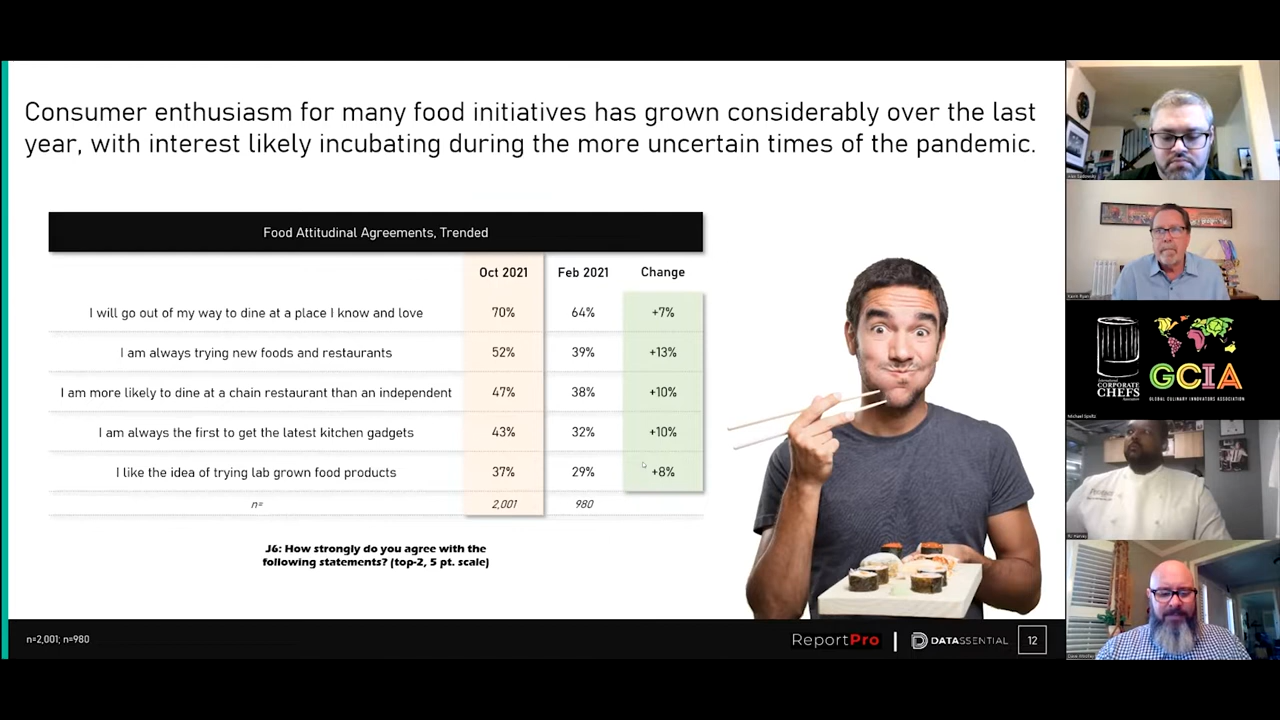 Consumer enthusiasm for many food initiatives has grown considerably over the last
year, with interest likely incubating during the more uncertain times of the pandemic.
Food Attitudinal Agreements, Trended
Oct 2021 Feb 2021 Change
I will go out of my way to dine at a place I know and love 70% 64% +7%
I am always trying new foods and restaurants 52% 39% +13%
I am more likely to dine at a chain restaurant than an independent 47% 38% +10%
I am always the first to get the latest kitchen gadgets 43% 32% +10%
I like the idea of trying lab grown food products 37% 29% +8%
n= 2,001 980
J6: How strongly do you agree with the
following statements? (top-2, 5 pt. scale)
n=2,001; n=980
ReportPro
DATASSENTIAL
12
Kevin Ryan
International
CORPORATE
CHEFS
Association
GCIA
GLOBAL CULINARY INNOVATORS ASSOCIATION